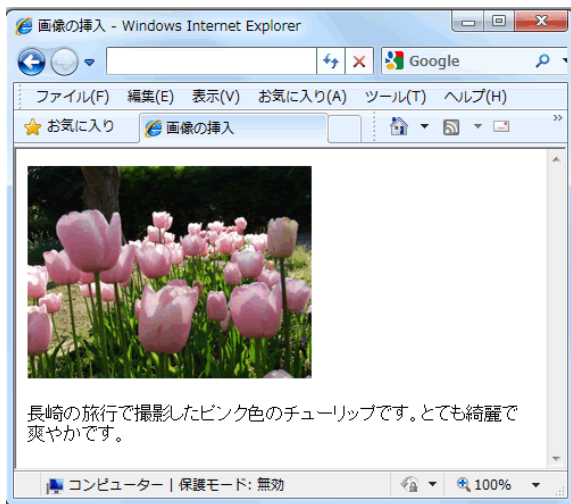 画像の挿入 - Windows Internet Explorer
Google
ファイル(F) 編集(E) 表示(V) お気に入り(A) ツール(T) ヘルプ(H)
お気に入り 画像の挿入
長崎の旅行で撮影したピンク色のチューリップです。とても綺麗で
爽やかです。
コンピューター | 保護モード: 無効 100%